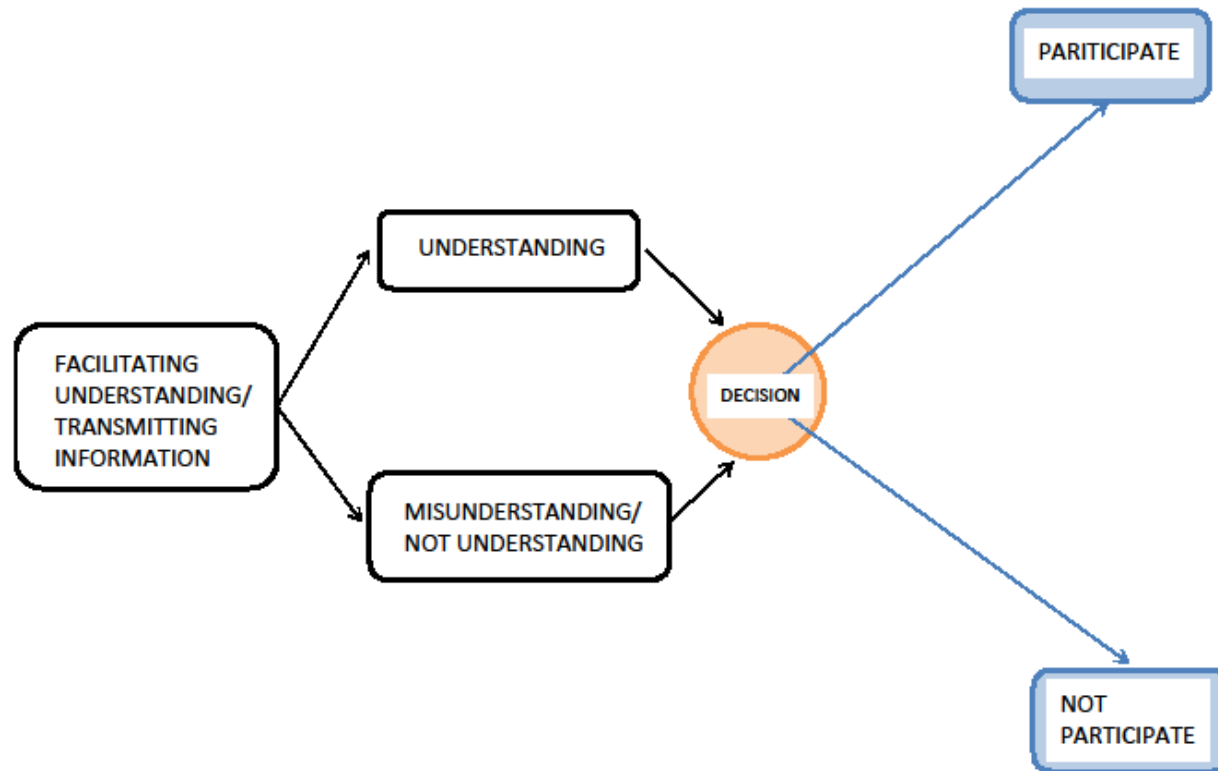 PARITICIPATE
UNDERSTANDING
FACILITATING
UNDERSTANDING/
TRANSMITTING
INFORMATION
DECISION
MISUNDERSTANDING/
NOT UNDERSTANDING
NOT
PARTICIPATE